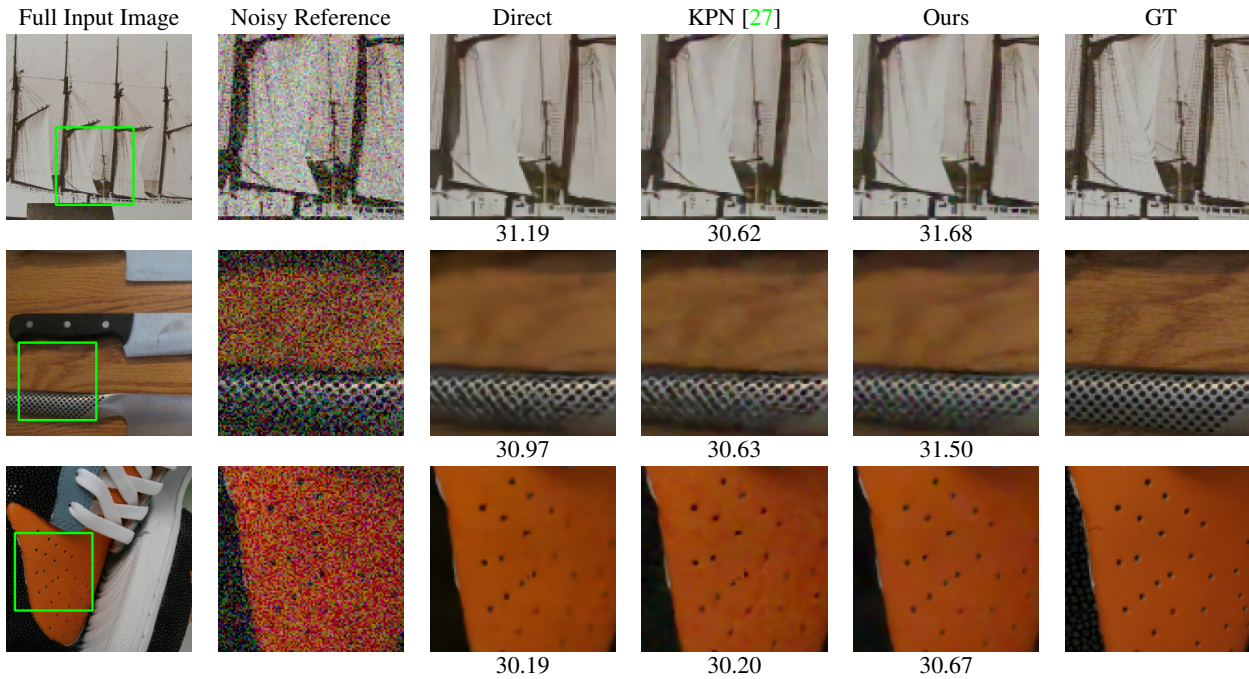 Full Input Image Noisy Reference Direct KPN [27] Ours GT
31.19 30.62 31.68
30.97 30.63 31.50
30.19 30.20 30.67